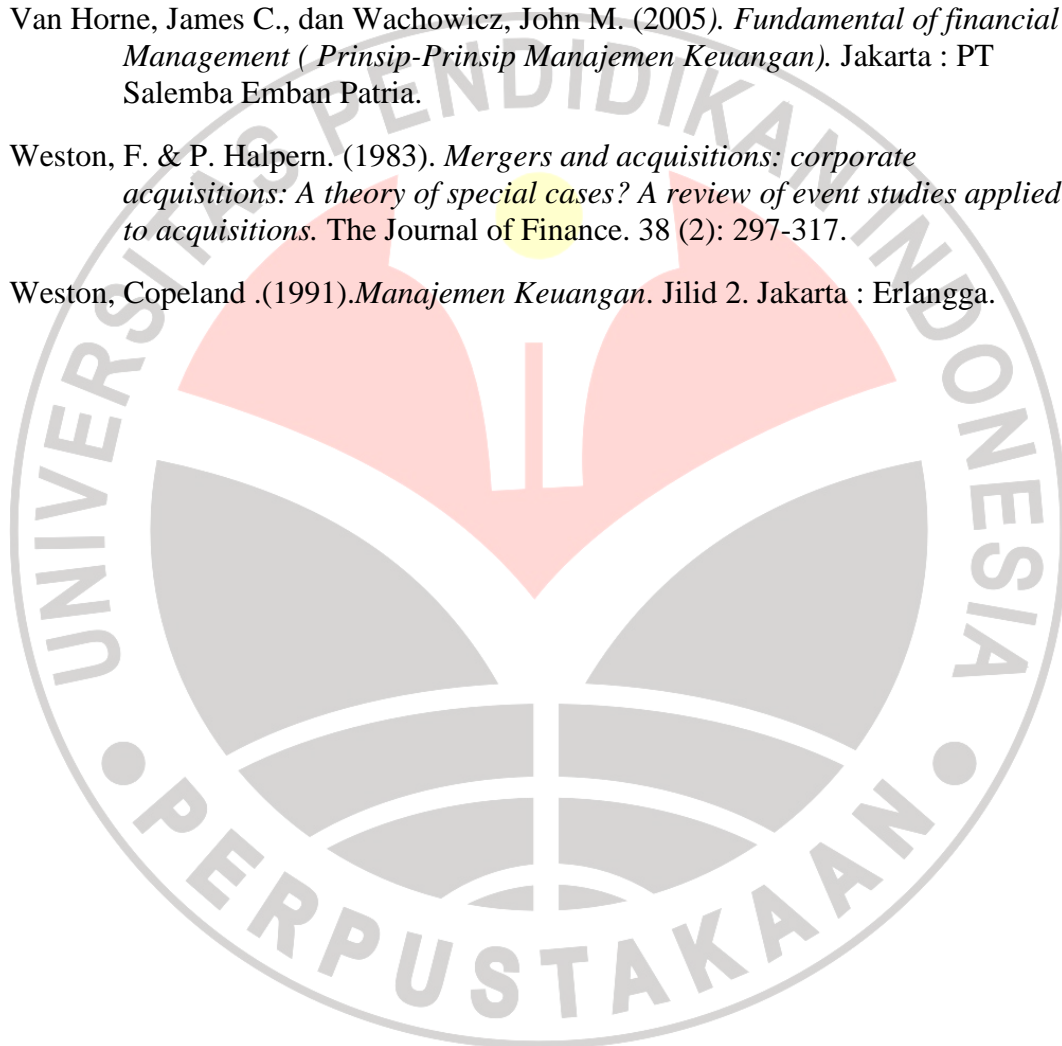 Van Horne, James C., dan Wachowicz, John M. (2005). Fundamental of financial
Management ( Prinsip-Prinsip Manajemen Keuangan). Jakarta : PT
Salemba Emban Patria.
Weston, F. & P. Halpern. (1983). Mergers and acquisitions: corporate
acquisitions: A theory of special cases? A review of event studies applied
to acquisitions. The Journal of Finance. 38 (2): 297-317.
Weston, Copeland .(1991).Manajemen Keuangan. Jilid 2. Jakarta : Erlangga.
UNIVERSITAS PENDIDIKAN INDONESIA
PERPUSTAKAAN